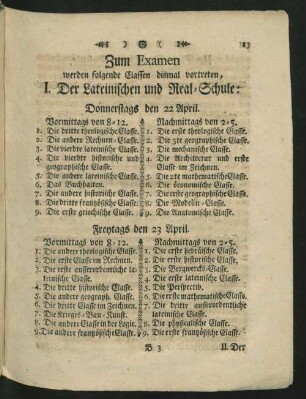 13
Zum Examen
werden folgende Classen dismal vortreten,
I. Der Lateinischen und Real-Schule:
Donnerstags den 22 April.
Vormittags von 8-12.
1. Die dritte theologische Classe.
2. Die andere Rechnen-Classe.
3. Die vierdte lateinische Classe.
4. Die vierdte historische und
geographische Classe.
5. Die andere lateinische Classe.
6. Das Buchhalten.
7. Die andere historische Classe.
8. Die dritte französische Classe.
9. Die erste griechische Classe.
Nachmittags von 2-5.
1. Die erste theologische Classe.
2. Die 3te geographische Classe.
3. Die mechanische Classe.
4. Die Architectur und erste
Classe im Zeichnen.
5. Die 2te mathematische Classe.
6. Die öconomische Classe.
7. Die erste geographische Classe.
8. Die Modellir-Classe.
9. Die Anatomische Classe.
Freytags den 23 April.
Vormittags von 8-12.
1. Die andere theologische Classe.
2. Die erste Classe im Rechnen.
3. Die erste ausserordentliche la-
teinische Classe.
4. Die dritte historische Classe.
5. Die andere geograph. Classe.
6. Die dritte Classe im Zeichnen.
7. Die Krieges-Bau-Kunst.
8. Die andere Classe in der Logic.
9. Die andere französische Classe.
Nachmittags von 2-5.
1. Die erste hebräische Classe.
2. Die erste historische Classe.
3. Die Bergwercks-Classe.
4. Die erste lateinische Classe.
5. Die Perspectiv.
6. Die erste mathematische Classe.
7. Die dritte ausserordentliche
lateinische Classe.
8. Die physicalische Classe.
9. Die erste französische Classe.
B 3
II. Der